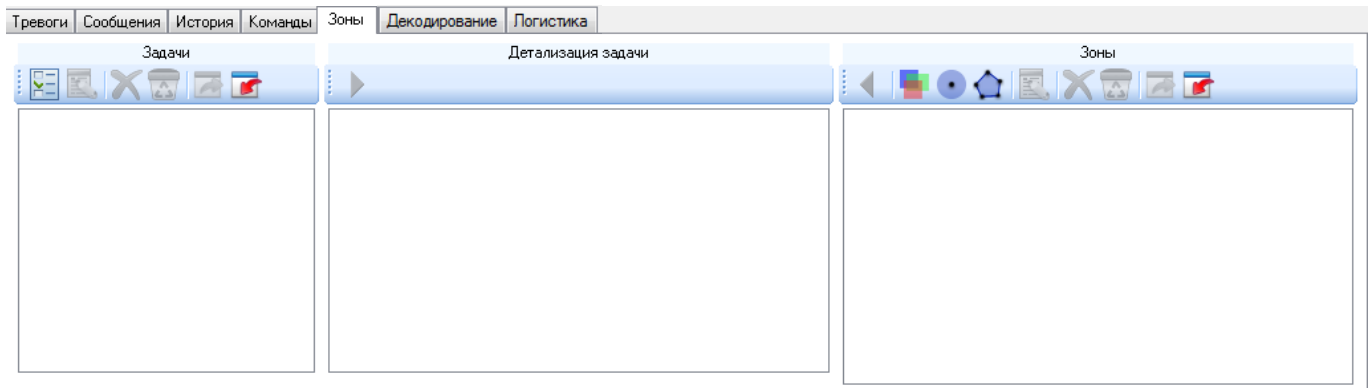 Тревоги Сообщения История Команды Зоны Декодирование Логистика
Задачи Детализация задачи Зоны